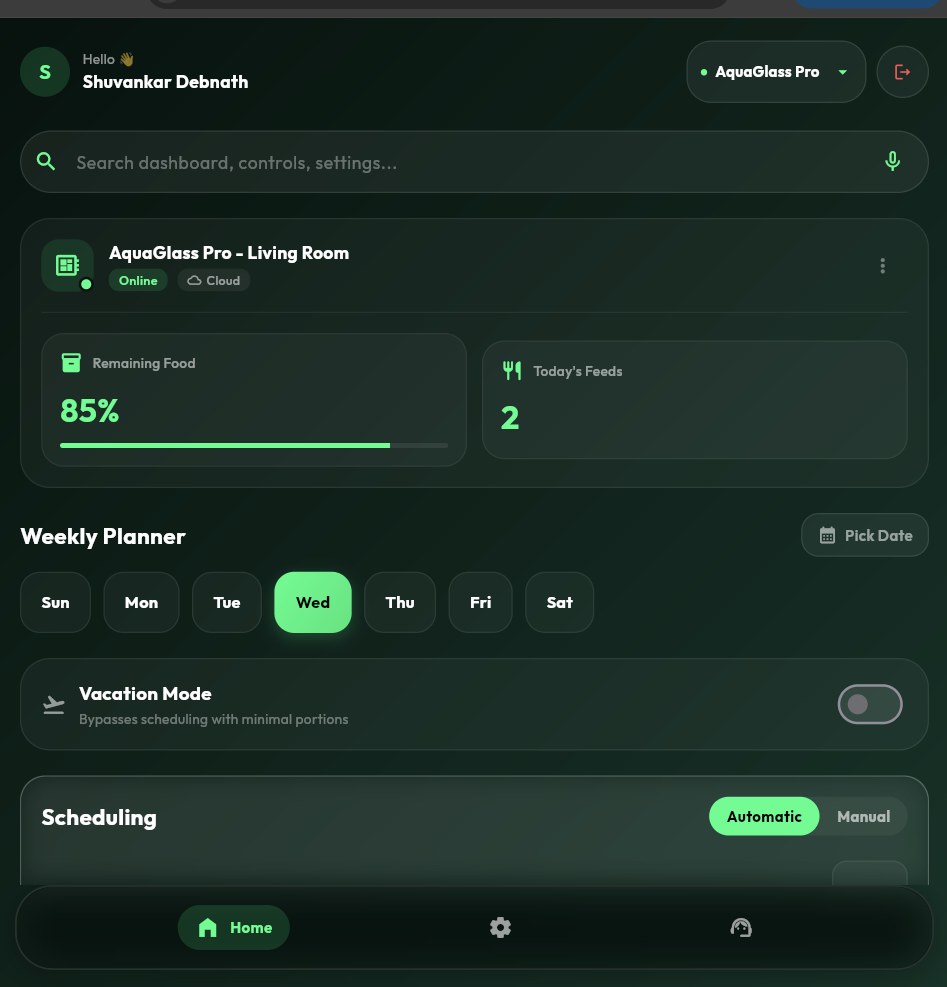 S
Hello 👋
Shuvankar Debnath
AquaGlass Pro
Search dashboard, controls, settings...
AquaGlass Pro - Living Room
Online
Cloud
Remaining Food
85%
Today's Feeds
2
Weekly Planner
Pick Date
Sun
Mon
Tue
Wed
Thu
Fri
Sat
Vacation Mode
Bypasses scheduling with minimal portions
Scheduling
Automatic
Manual
Home